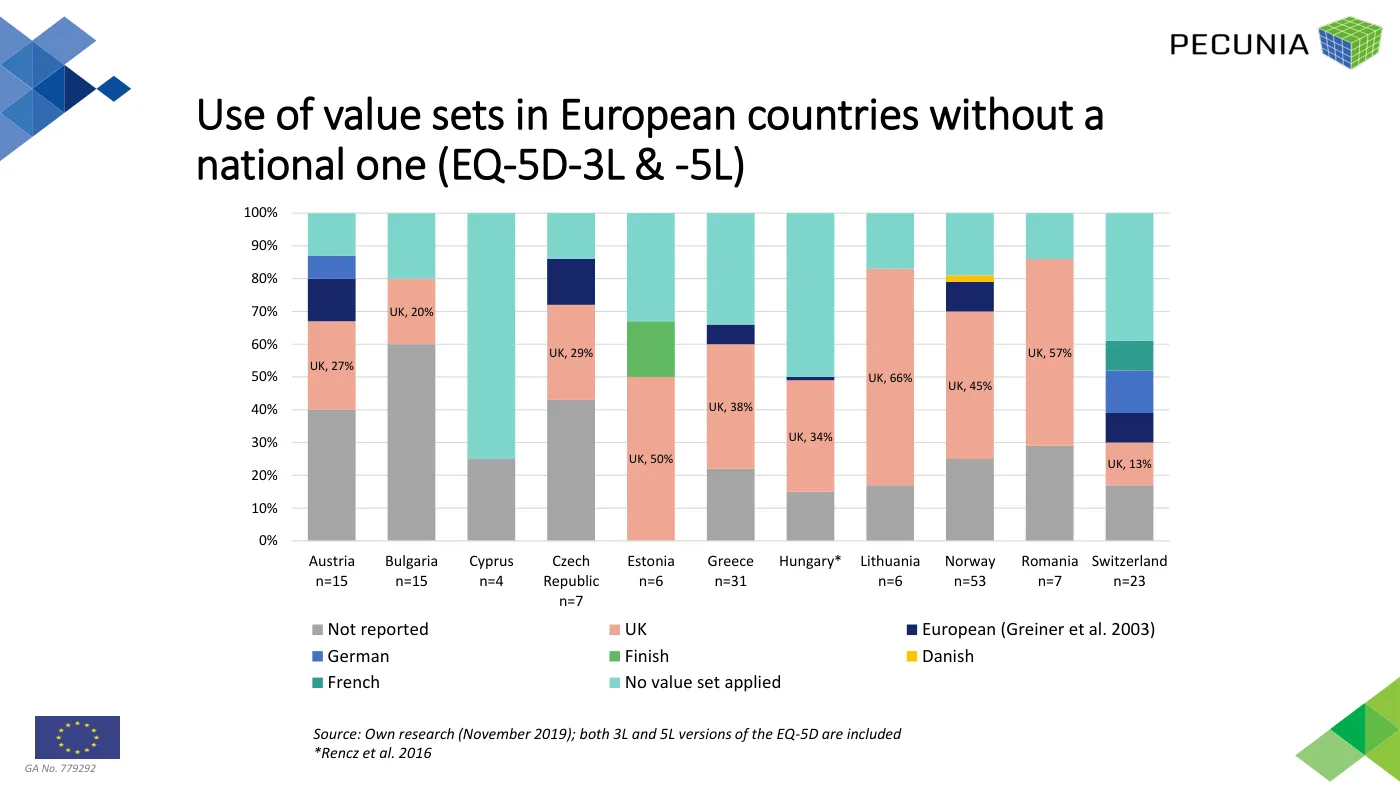 PECUNIA
Use of value sets in European countries without a
national one (EQ-5D-3L & -5L)
100%
90%
80%
70%
60%
50%
40%
30%
20%
10%
0%
UK, 27%
UK, 20%
UK, 29%
UK, 50%
UK, 38%
UK, 34%
UK, 66%
UK, 45%
UK, 57%
UK, 13%
Austria
n=15
Bulgaria
n=15
Cyprus
n=4
Czech
Republic
n=7
Estonia
n=6
Greece
n=31
Hungary*
Lithuania
n=6
Norway
n=53
Romania
n=7
Switzerland
n=23
Not reported
UK
European (Greiner et al. 2003)
German
Finish
Danish
French
No value set applied
Source: Own research (November 2019); both 3L and 5L versions of the EQ-5D are included
*Rencz et al. 2016
GA No. 779292